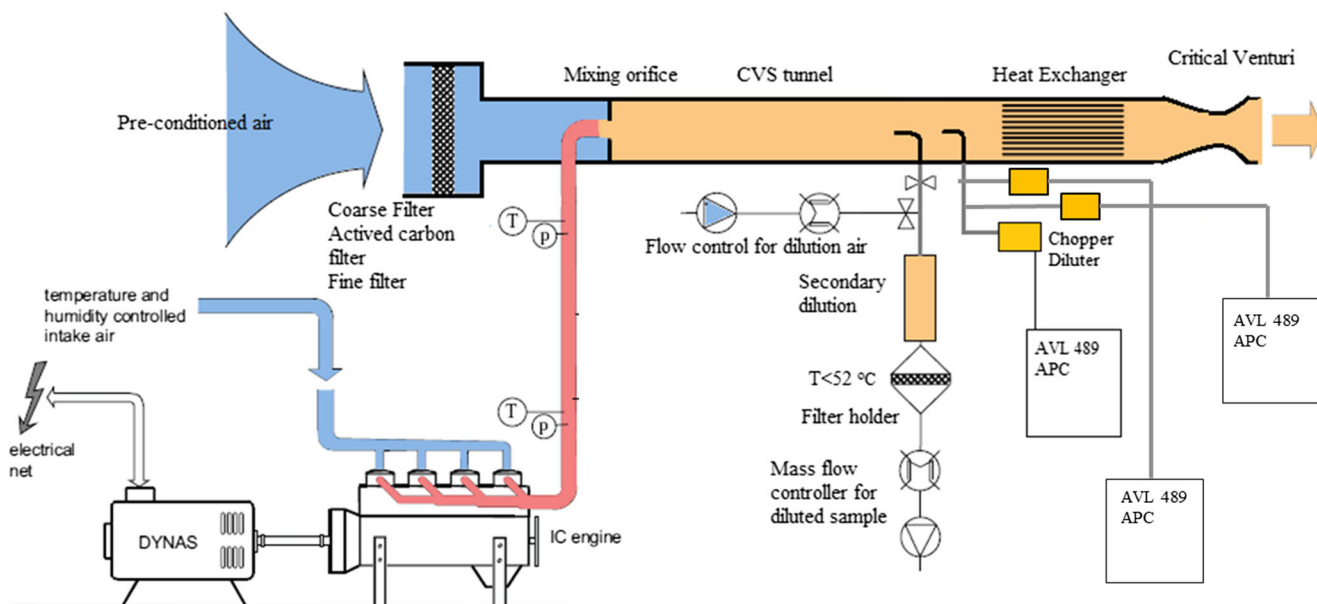 Mixing orifice
CVS tunnel
Heat Exchanger
Critical Venturi
Pre-conditioned air
Coarse Filter
Actived carbon
filter
Fine filter
T
p
Flow control for dilution air
Chopper
Diluter
temperature and
humidity controlled
intake air
Secondary
dilution
AVL 489
APC
AVL 489
APC
T<52 °C
Filter holder
T
p
electrical
net
Mass flow
controller for
diluted sample
AVL 489
APC
DYNAS
IC engine